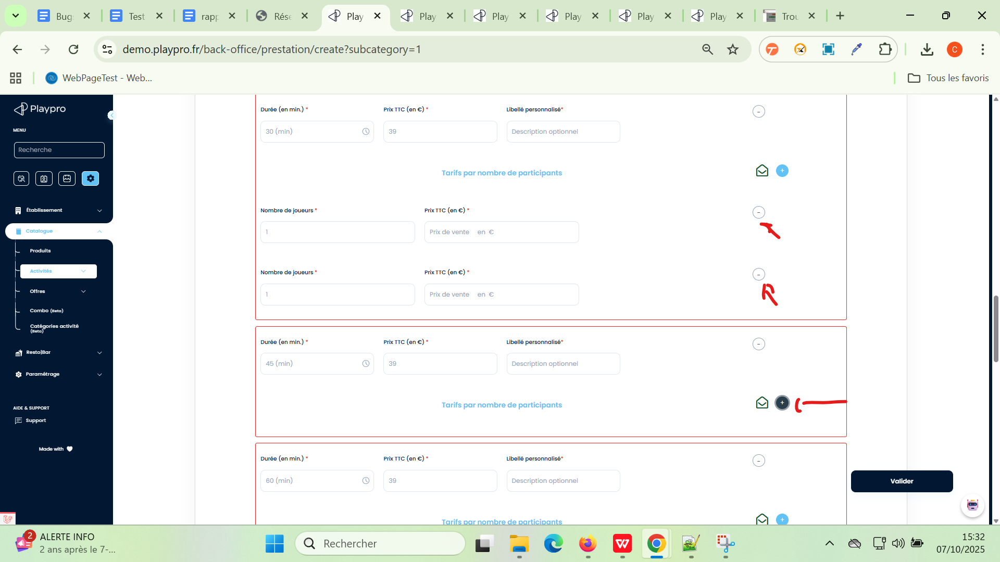 Bug
Test
rapp
Rése
Play
Play
Play
Play
Play
Play
Trou
demo.playpro.fr/back-office/prestation/create?subcategory=1
C
WebPageTest - Web...
Tous les favoris
Playpro
MENU
Recherche
Établissement
Catalogue
Produits
Activités
Offres
Combo (Beta)
Catégories activité
(Beta)
Resto|Bar
Paramétrage
AIDE & SUPPORT
Support
Made with
Durée (en min.) *
Prix TTC (en €) *
Libellé personnalisé*
-
30 (min)
39
Description optionnel
Tarifs par nombre de participants
+
Nombre de joueurs *
Prix TTC (en €) *
-
1
Prix de vente en €
Nombre de joueurs *
Prix TTC (en €) *
-
1
Prix de vente en €
Durée (en min.) *
Prix TTC (en €) *
Libellé personnalisé*
-
45 (min)
39
Description optionnel
Tarifs par nombre de participants
+
Durée (en min.) *
Prix TTC (en €) *
Libellé personnalisé*
-
60 (min)
39
Description optionnel
Tarifs par nombre de participants
+
Valider
2
ALERTE INFO
2 ans après le 7-...
Rechercher
15:32
07/10/2025